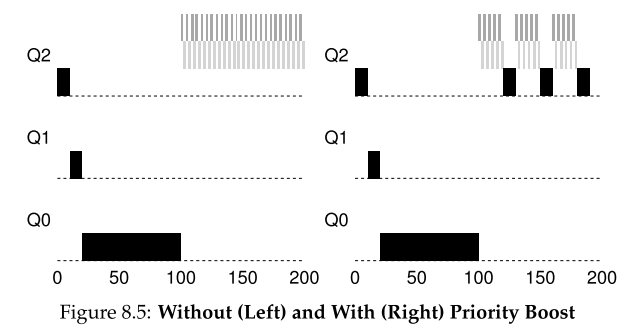 Q2 Q2
Q1 Q1
Q0 Q0
0 50 100 150 200 0 50 100 150 200
Figure 8.5: Without (Left) and With (Right) Priority Boost